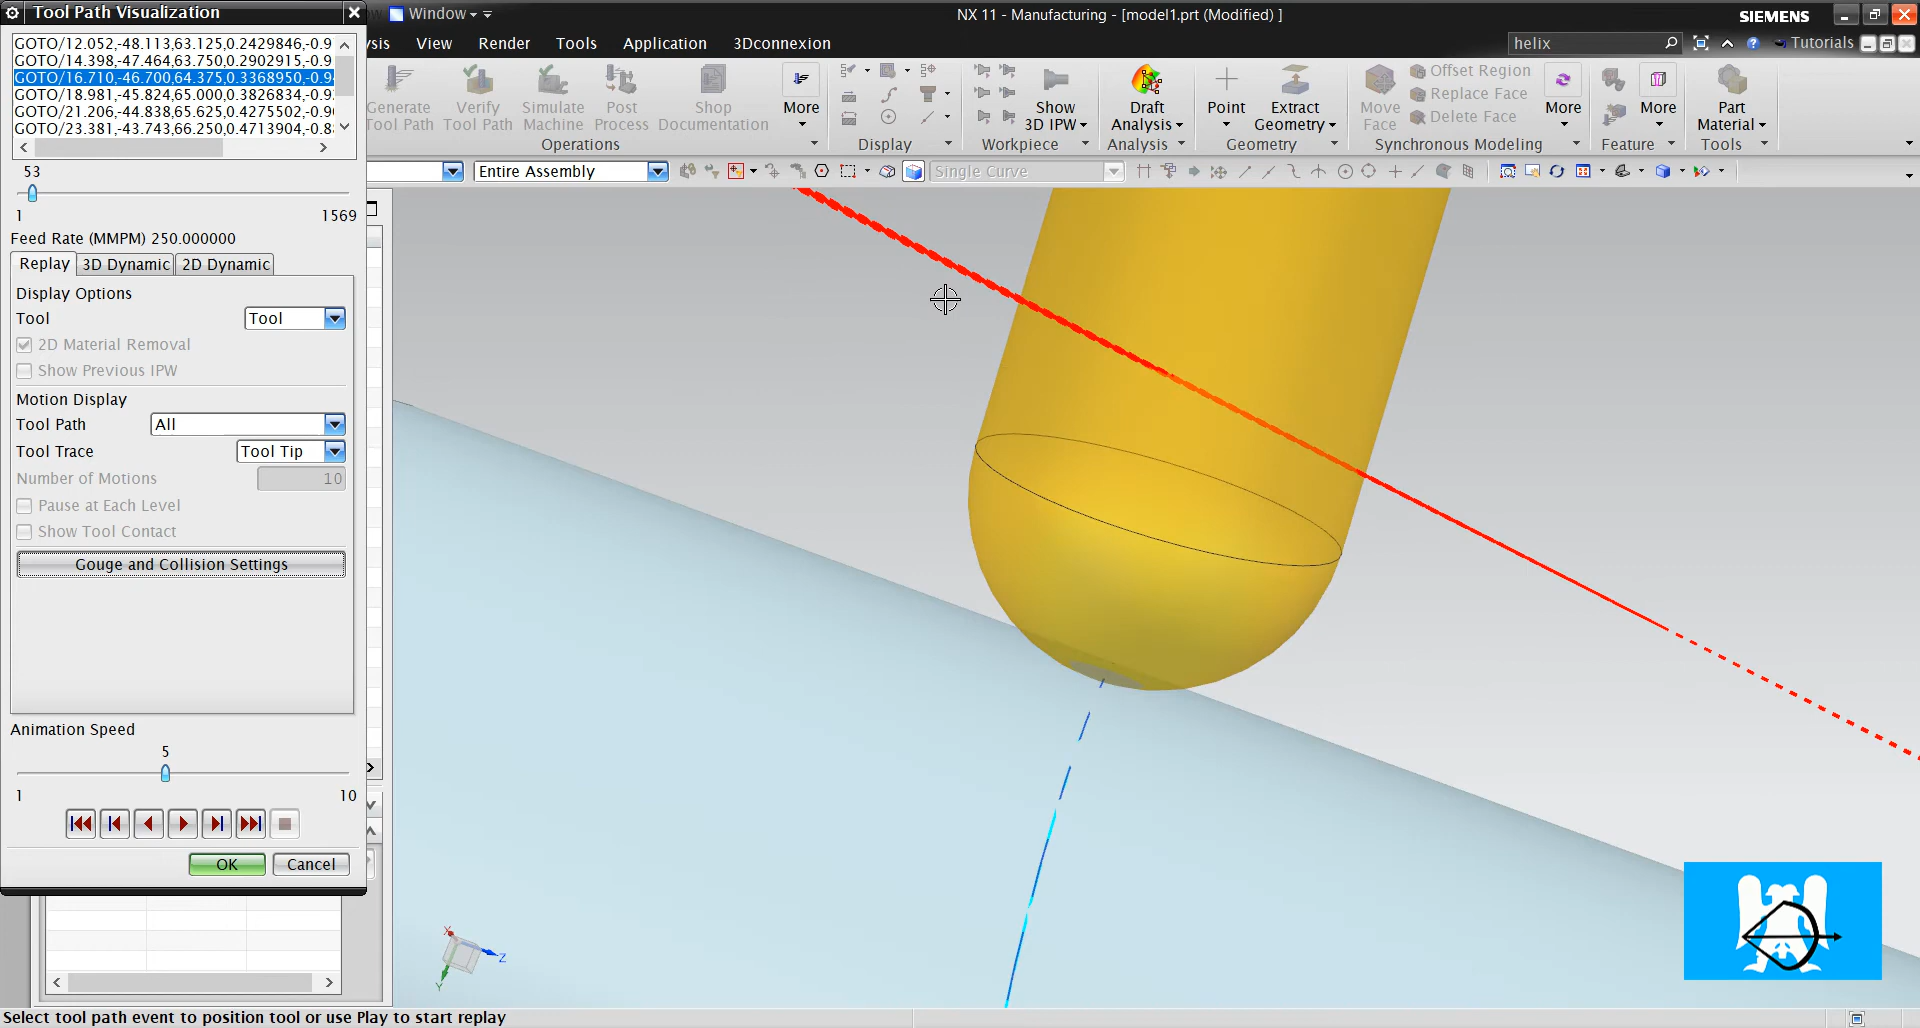 Tool Path Visualization
Window
NX 11 - Manufacturing - [model1.prt (Modified) ]
SIEMENS
View
Render
Tools
Application
3Dconnexion
helix
Tutorials
GOTO/12.052,-48.113,63.125,0.2429846,-0.9
GOTO/14.398,-47.464,63.750,0.2902915,-0.9
GOTO/16.710,-46.700,64.375,0.3368950,-0.9
GOTO/18.981,-45.824,65.000,0.3826834,-0.9
GOTO/21.206,-44.838,65.625,0.4275502,-0.9
GOTO/23.381,-43.743,66.250,0.4713904,-0.8
Generate Tool Path
Verify Tool Path
Simulate Machine
Post Process
Shop Documentation
More
Operations
Display
Show 3D IPW
Workpiece
Draft Analysis
Analysis
Point
Extract Geometry
Geometry
Move Face
Offset Region
Replace Face
Delete Face
More
Synchronous Modeling
More
Feature
Part Material
Tools
Entire Assembly
Single Curve
53
1
1569
Feed Rate (MMPM) 250.000000
Replay
3D Dynamic
2D Dynamic
Display Options
Tool
Tool
2D Material Removal
Show Previous IPW
Motion Display
Tool Path
All
Tool Trace
Tool Tip
Number of Motions
10
Pause at Each Level
Show Tool Contact
Gouge and Collision Settings
Animation Speed
5
1
10
OK
Cancel
X
Z
Y
Select tool path event to position tool or use Play to start replay